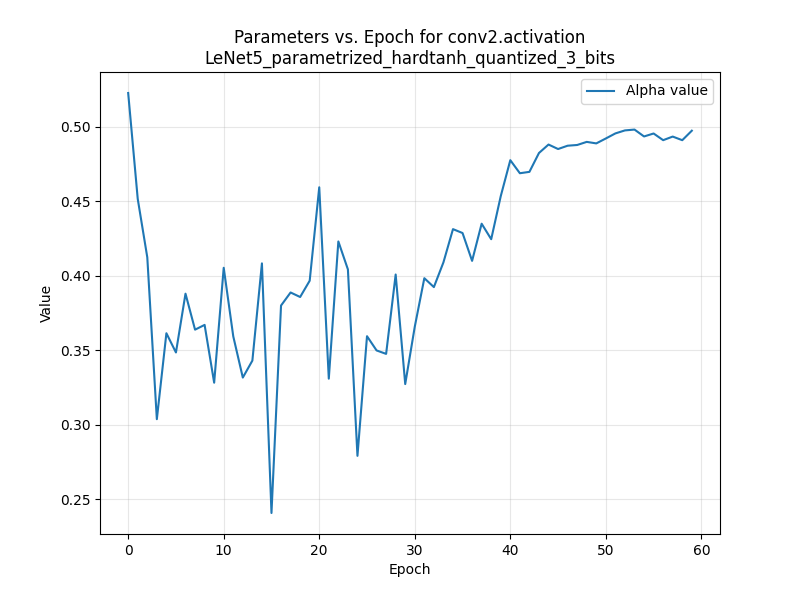 Parameters vs. Epoch for conv2.activation
LeNet5_parametrized_hardtanh_quantized_3_bits
Alpha value
0.50
0.45
0.40
0.35
0.30
0.25
Value
0 10 20 30 40 50 60
Epoch